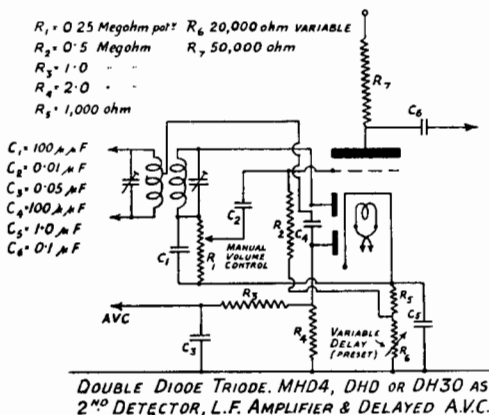 R₁ = 0·25 Megohm potʳ R₆ 20,000 ohm VARIABLE
R₂ = 0·5 Megohm R₇ 50,000 ohm
R₃ = 1·0 " "
R₄ = 2·0 " "
R₅ = 1,000 ohm
C₁ = 100 μμF
C₂ = 0·01 μF
C₃ = 0·05 μF
C₄ = 100 μμF
C₅ = 1·0 μF
C₆ = 0·1 μF
R₇
C₆
C₂
R₂
C₄
C₁
R₁
MANUAL
VOLUME
CONTROL
AVC
R₃
C₃
R₄
VARIABLE
DELAY
(PRESET)
R₅
R₆
C₅
DOUBLE DIODE TRIODE. MHD4, DHD OR DH30 AS
2ᴺᴰ DETECTOR, L.F. AMPLIFIER & DELAYED A.V.C.